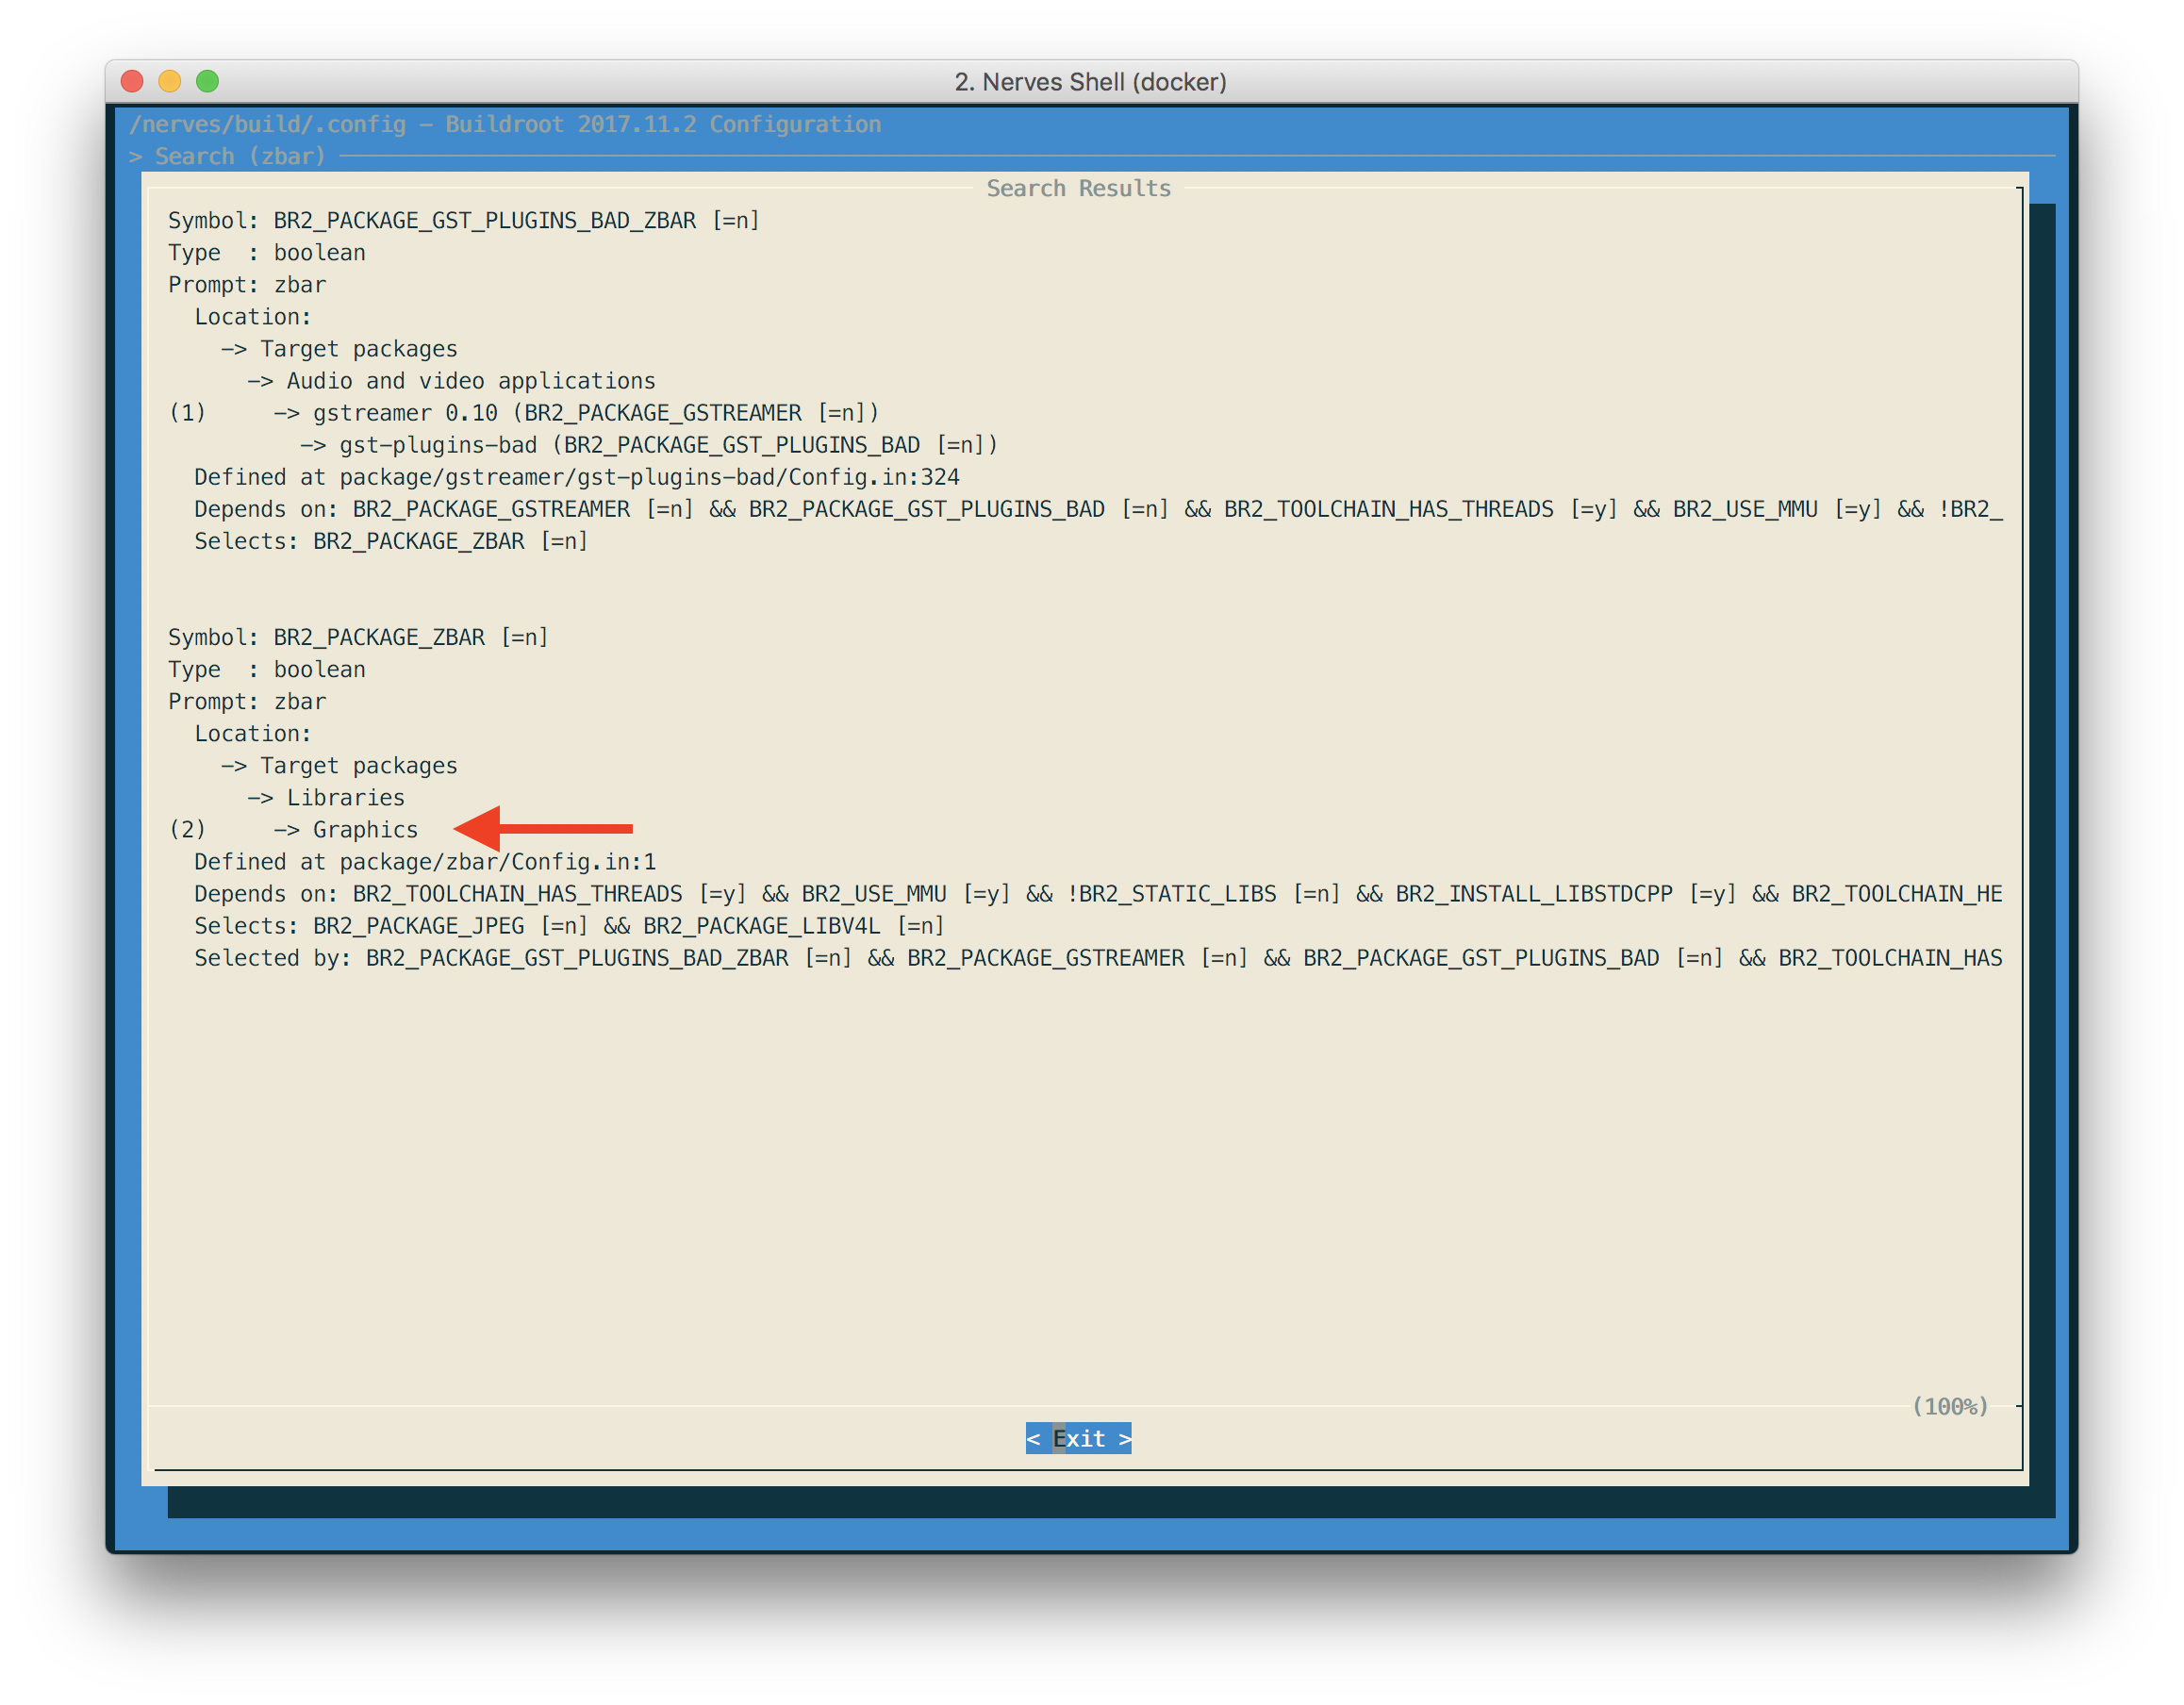 2. Nerves Shell (docker)
/nerves/build/.config – Buildroot 2017.11.2 Configuration
> Search (zbar)
Search Results
Symbol: BR2_PACKAGE_GST_PLUGINS_BAD_ZBAR [=n]
Type  : boolean
Prompt: zbar
  Location:
    –> Target packages
      –> Audio and video applications
(1)     –> gstreamer 0.10 (BR2_PACKAGE_GSTREAMER [=n])
          –> gst–plugins–bad (BR2_PACKAGE_GST_PLUGINS_BAD [=n])
  Defined at package/gstreamer/gst–plugins–bad/Config.in:324
  Depends on: BR2_PACKAGE_GSTREAMER [=n] && BR2_PACKAGE_GST_PLUGINS_BAD [=n] && BR2_TOOLCHAIN_HAS_THREADS [=y] && BR2_USE_MMU [=y] && !BR2_
  Selects: BR2_PACKAGE_ZBAR [=n]
Symbol: BR2_PACKAGE_ZBAR [=n]
Type  : boolean
Prompt: zbar
  Location:
    –> Target packages
      –> Libraries
(2)     –> Graphics
  Defined at package/zbar/Config.in:1
  Depends on: BR2_TOOLCHAIN_HAS_THREADS [=y] && BR2_USE_MMU [=y] && !BR2_STATIC_LIBS [=n] && BR2_INSTALL_LIBSTDCPP [=y] && BR2_TOOLCHAIN_HE
  Selects: BR2_PACKAGE_JPEG [=n] && BR2_PACKAGE_LIBV4L [=n]
  Selected by: BR2_PACKAGE_GST_PLUGINS_BAD_ZBAR [=n] && BR2_PACKAGE_GSTREAMER [=n] && BR2_PACKAGE_GST_PLUGINS_BAD [=n] && BR2_TOOLCHAIN_HAS
(100%)
< Exit >